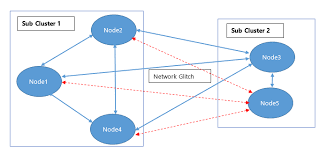 Sub Cluster 1
Node2
Sub Cluster 2
Node3
Network Glitch
Node1
Node5
Node4